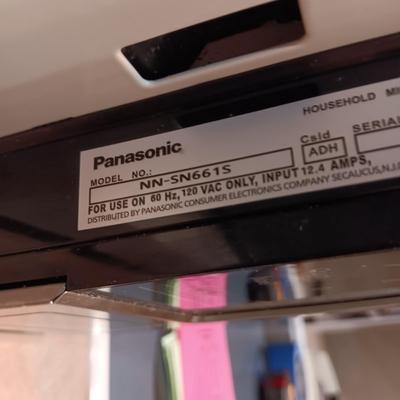 HOUSEHOLD
Panasonic
Csld
SERIAL
MODEL NO.:
NN-SN661S
ADH
FOR USE ON 60 Hz, 120 VAC ONLY, INPUT 12.4 AMPS,
DISTRIBUTED BY PANASONIC CONSUMER ELECTRONICS COMPANY SECAUCUS, N.J.